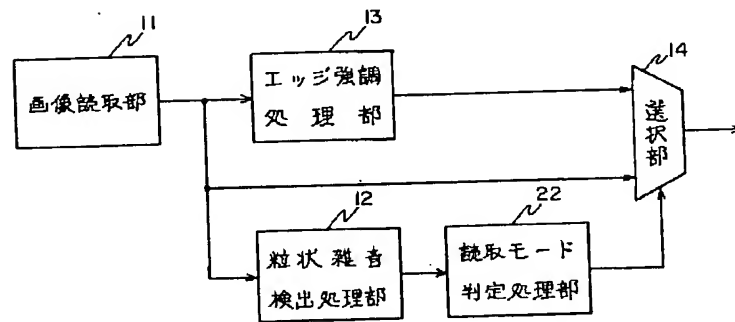 11
画像読取部
13
エッジ強調
処理部
14
選択部
12
粒状雑音
検出処理部
22
読取モード
判定処理部